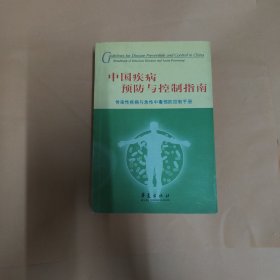 Guidelines for Disease Prevention and Control in China
中国疾病
预防与控制指南
传染性疾病与急性中毒预防控制手册
华夏出版社